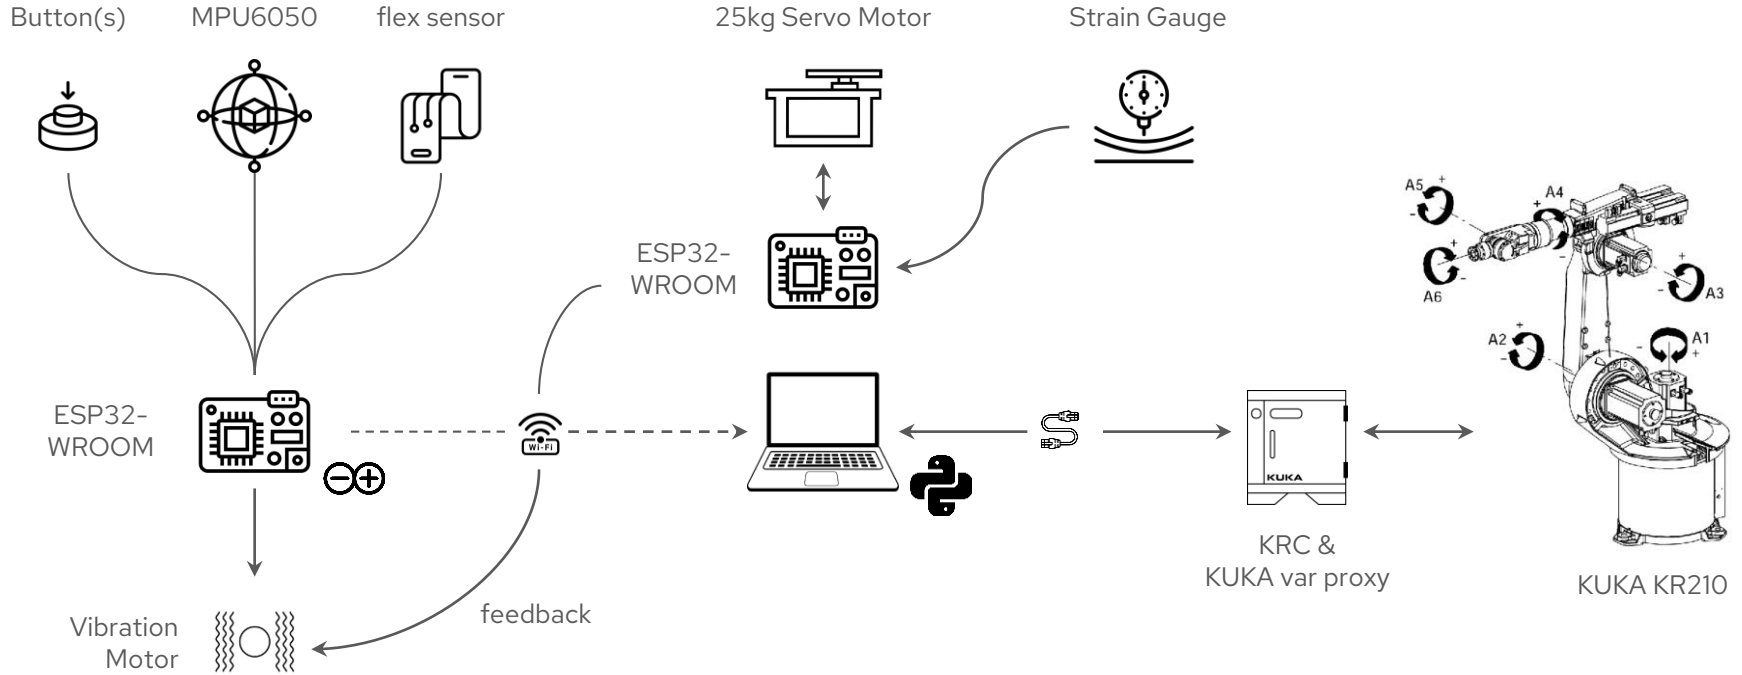 Button(s)
MPU6050
flex sensor
25kg Servo Motor
Strain Gauge
ESP32-
WROOM
ESP32-
WROOM
Wi-Fi
KUKA
A5
+
-
A4
+
-
A6
+
-
A3
+
-
A2
+
-
A1
-
+
KRC &
KUKA var proxy
KUKA KR210
feedback
Vibration
Motor